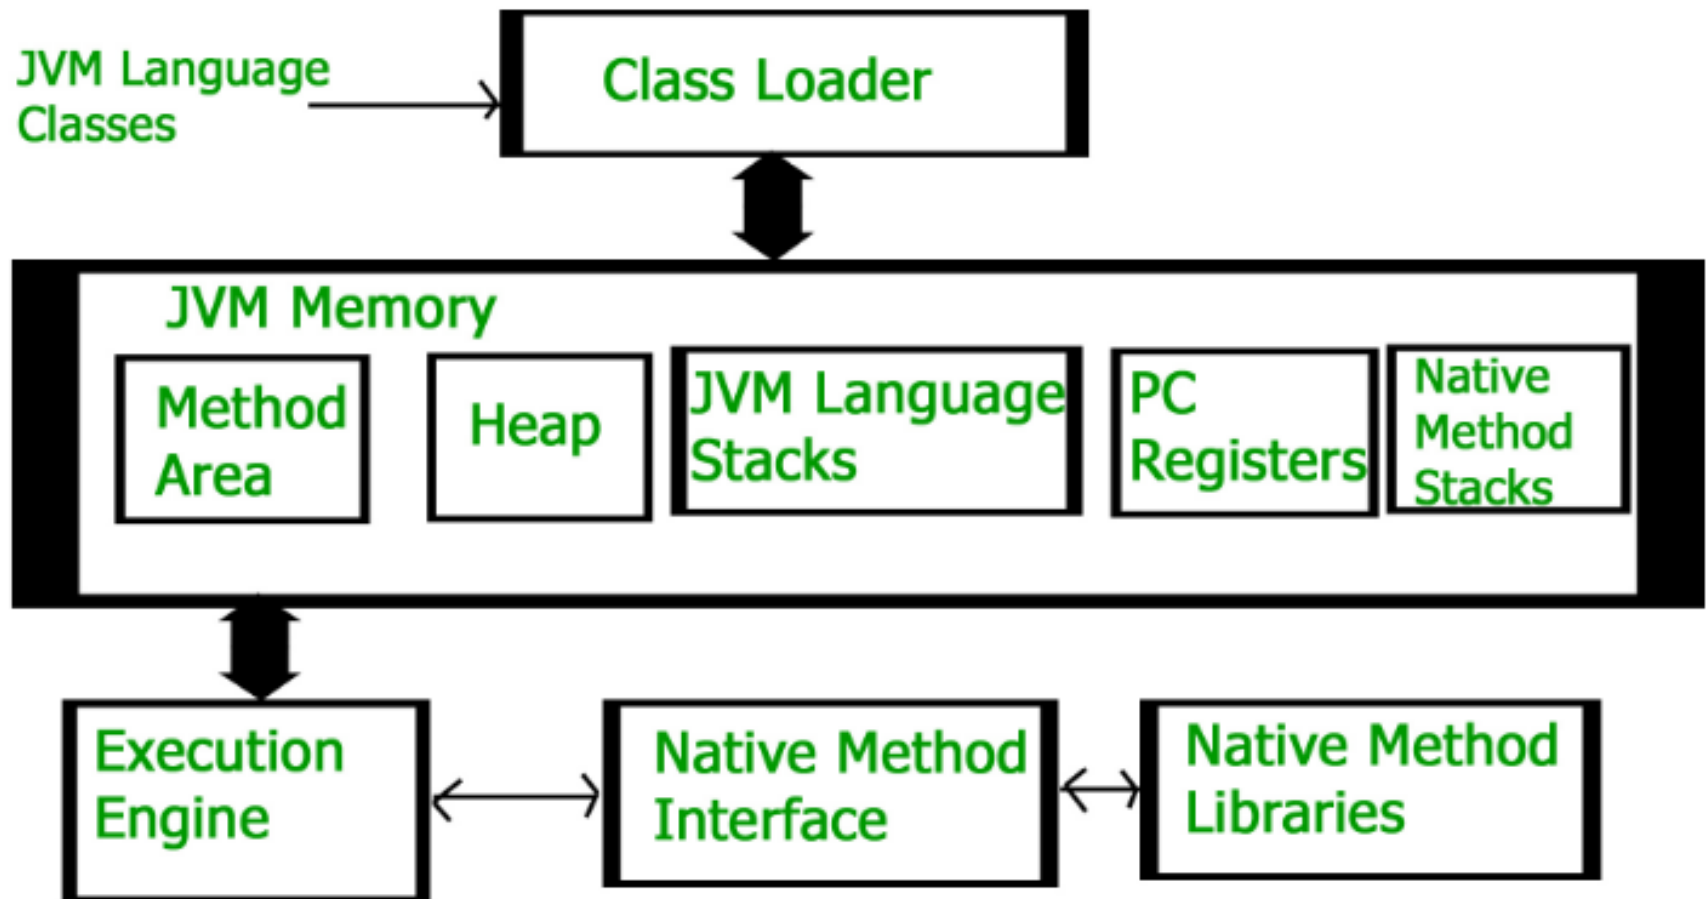 JVM Language
Classes
Class Loader
JVM Memory
Method
Area
Heap
JVM Language
Stacks
PC
Registers
Native
Method
Stacks
Execution
Engine
Native Method
Interface
Native Method
Libraries